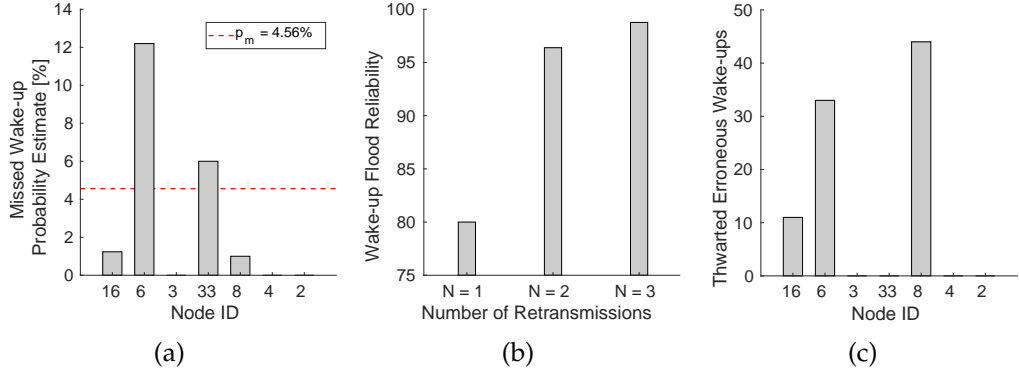 14
12
10
8
6
4
2
0
Missed Wake-up
Probability Estimate [%]
p_m = 4.56%
16 6 3 33 8 4 2
Node ID
(a)
100
95
90
85
80
75
Wake-up Flood Reliability
N = 1 N = 2 N = 3
Number of Retransmissions
(b)
50
40
30
20
10
0
Thwarted Erroneous Wake-ups
16 6 3 33 8 4 2
Node ID
(c)